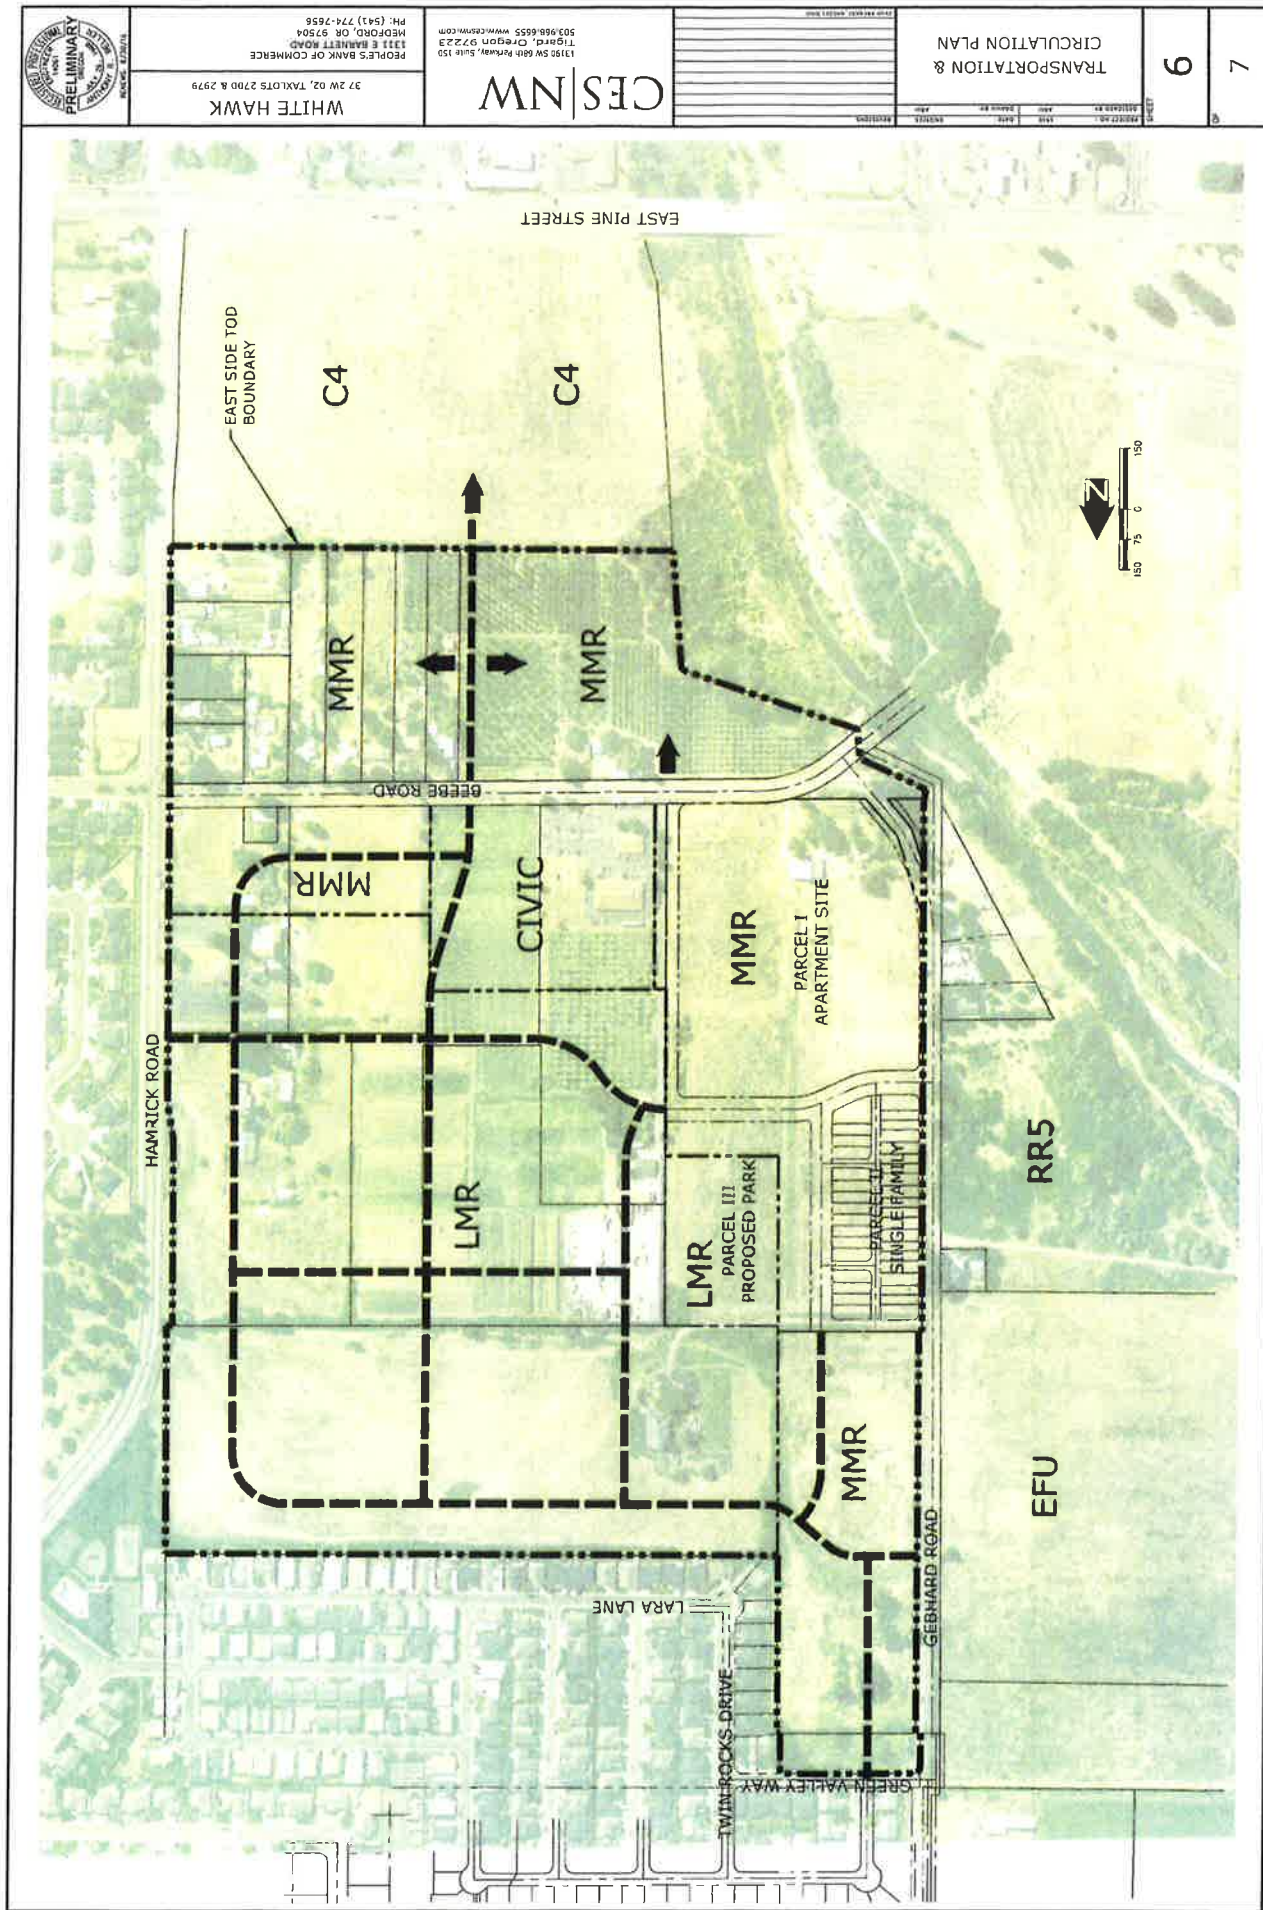 PRELIMINARY
WHITE HAWK
37 2W 02, TAXLOTS 2700 & 2979
PEOPLE'S BANK OF COMMERCE
1311 E BARNETT ROAD
MEDFORD, OR 97504
PH: (541) 774-7656
CES|NW
13190 SW 68th Parkway, Suite 150
Tigard, Oregon 97223
503.968.6655 www.cesnw.com
REVISIONS
TRANSPORTATION &
CIRCULATION PLAN
SHEET
6
OF
7
EAST PINE STREET
EAST SIDE TOD
BOUNDARY
C4
C4
MMR
MMR
BEEBE ROAD
MMR
CIVIC
MMR
PARCEL I
APARTMENT SITE
HAMRICK ROAD
LMR
LMR
PARCEL III
PROPOSED PARK
PARCEL II
SINGLE FAMILY
RR5
MMR
EFU
GEBHARD ROAD
LARA LANE
TWIN ROCKS DRIVE
GREEN VALLEY WAY
N
150 75 0 150